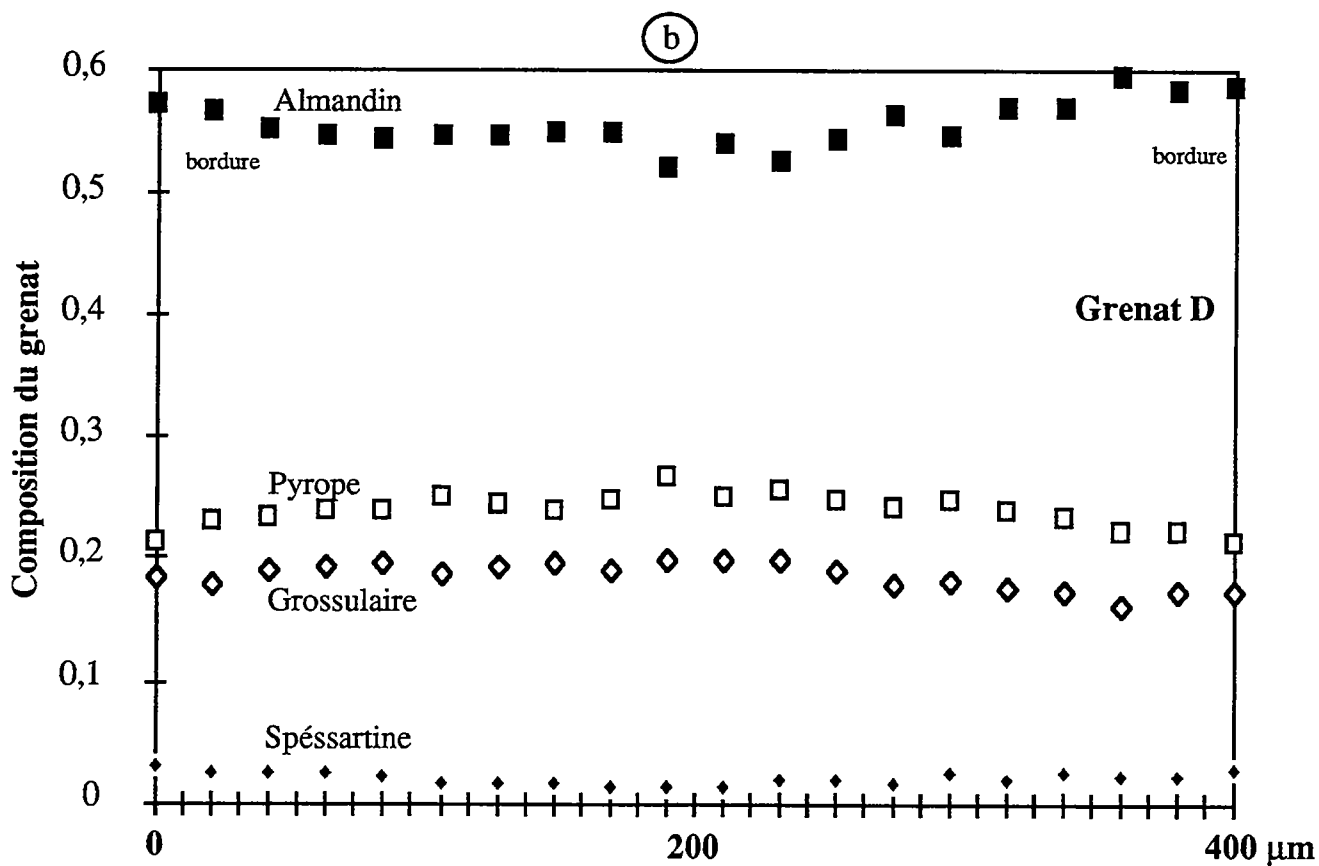 b
0,6
Almandin
bordure
bordure
0,5
0,4
Grenat D
0,3
Pyrope
0,2
Grossulaire
0,1
Spéssartine
0
Composition du grenat
0
200
400 µm